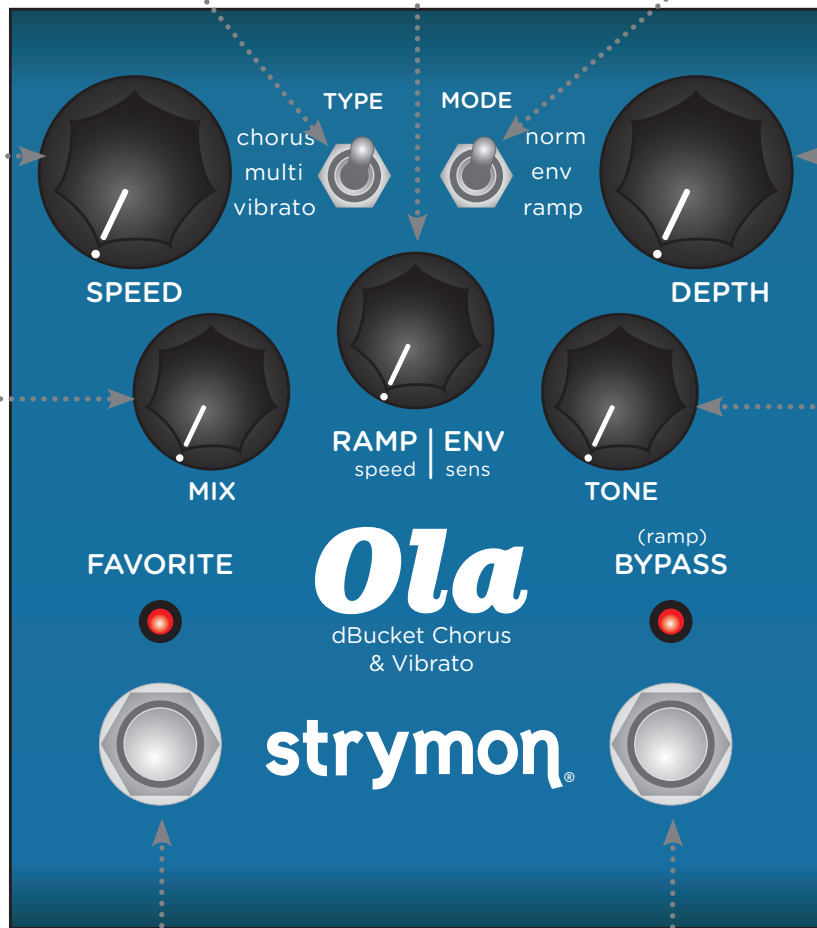 TYPE
MODE
chorus
multi
vibrato
norm
env
ramp
SPEED
DEPTH
RAMP | ENV
speed | sens
MIX
TONE
FAVORITE
(ramp)
BYPASS
Ola
dBucket Chorus
& Vibrato
strymon®